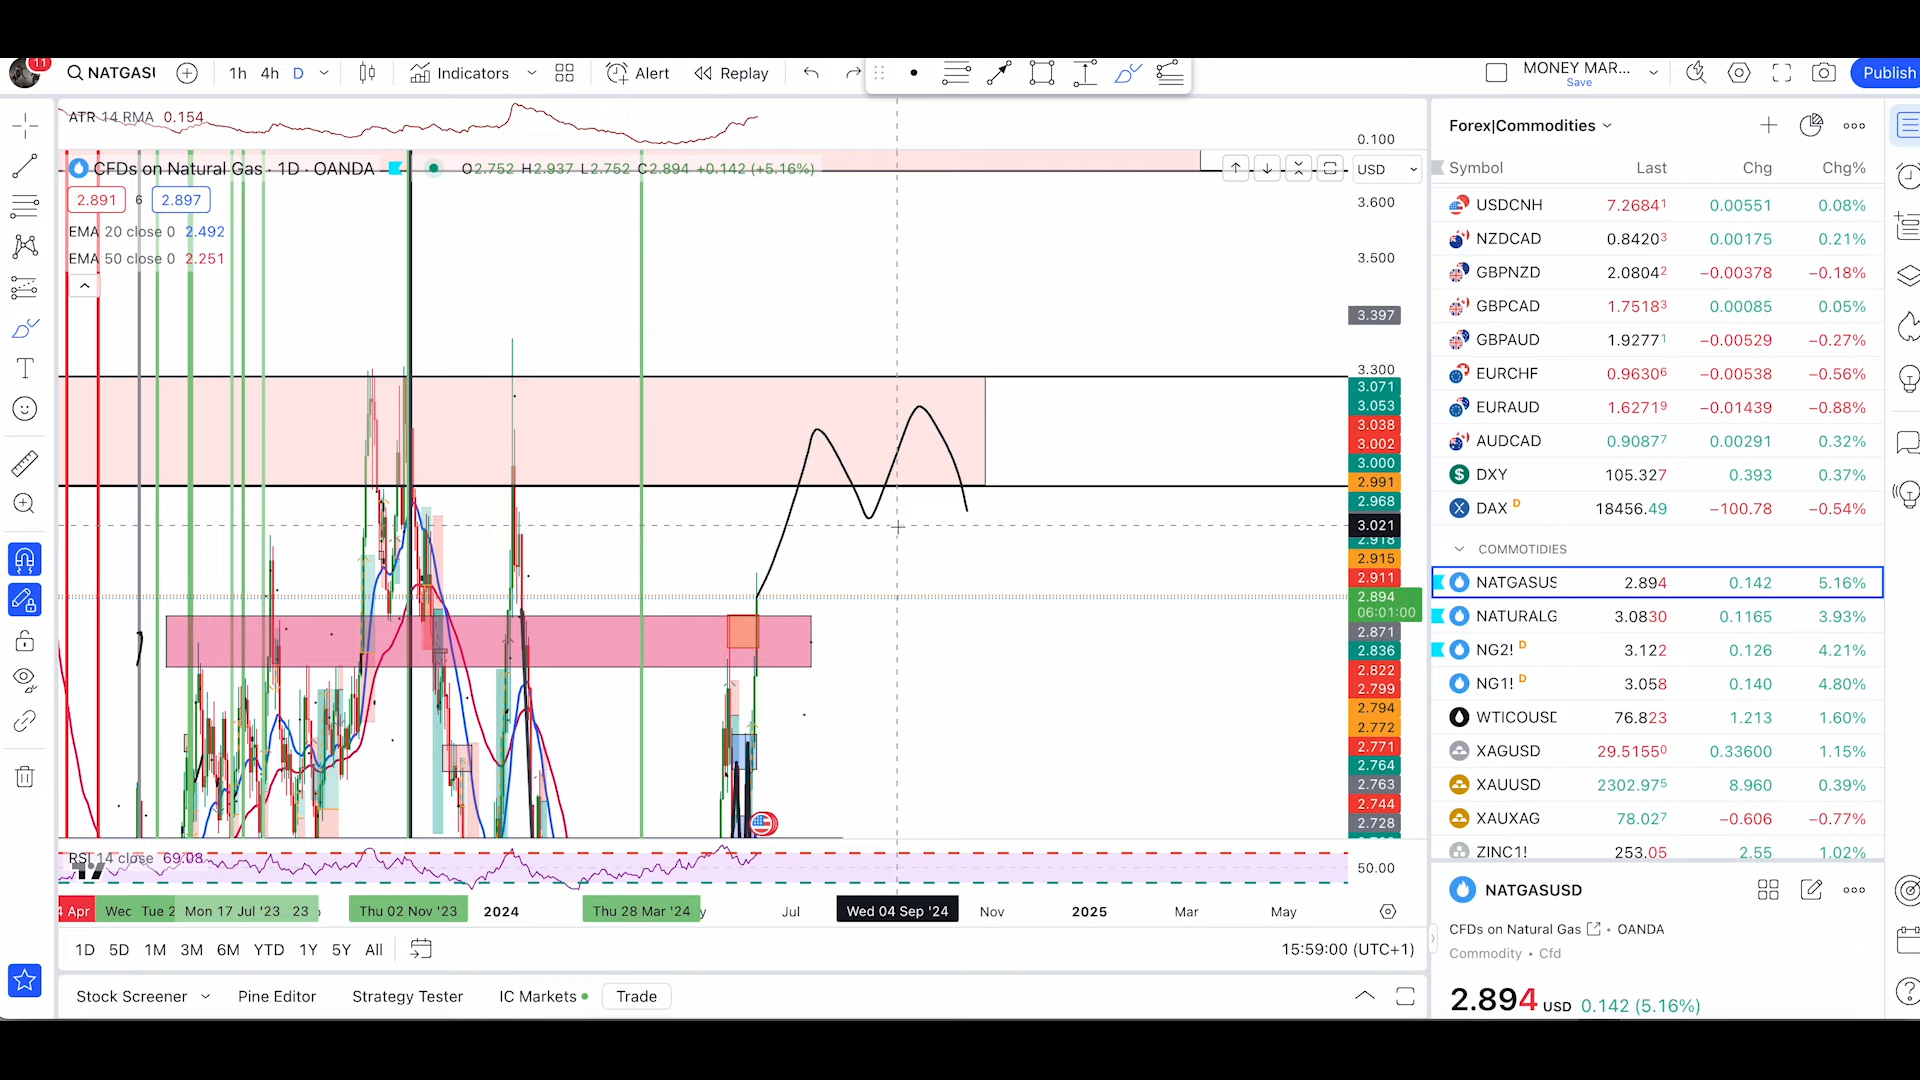 11
NATGASI
1h 4h D
Indicators
Alert
Replay
MONEY MAR...
Save
Publish
ATR 14 RMA 0.154
CFDs on Natural Gas · 1D · OANDA
O2.752 H2.937 L2.752 C2.894 +0.142 (+5.16%)
2.891 6 2.897
EMA 20 close 0 2.492
EMA 50 close 0 2.251
USD
0.100
3.600
3.500
3.397
3.300
3.071
3.053
3.038
3.002
3.000
2.991
2.968
3.021
2.918
2.915
2.911
2.894
06:01:00
2.871
2.836
2.822
2.799
2.794
2.772
2.771
2.764
2.763
2.744
2.728
RSI 14 close 69.08
50.00
4 Apr Wec Tue 2 Mon 17 Jul '23 23 Thu 02 Nov '23 2024 Thu 28 Mar '24 y Jul Wed 04 Sep '24 Nov 2025 Mar May
1D 5D 1M 3M 6M YTD 1Y 5Y All
15:59:00 (UTC+1)
Stock Screener Pine Editor Strategy Tester IC Markets Trade
Forex|Commodities
Symbol Last Chg Chg%
USDCNH 7.26841 0.00551 0.08%
NZDCAD 0.84203 0.00175 0.21%
GBPNZD 2.08042 −0.00378 −0.18%
GBPCAD 1.75183 0.00085 0.05%
GBPAUD 1.92771 −0.00529 −0.27%
EURCHF 0.96306 −0.00538 −0.56%
EURAUD 1.62719 −0.01439 −0.88%
AUDCAD 0.90877 0.00291 0.32%
DXY 105.327 0.393 0.37%
DAX D 18456.49 −100.78 −0.54%
COMMOTIDIES
NATGASUS 2.894 0.142 5.16%
NATURALG 3.0830 0.1165 3.93%
NG2! D 3.122 0.126 4.21%
NG1! D 3.058 0.140 4.80%
WTICOUSD 76.823 1.213 1.60%
XAGUSD 29.51550 0.33600 1.15%
XAUUSD 2302.975 8.960 0.39%
XAUXAG 78.027 −0.606 −0.77%
ZINC1! 253.05 2.55 1.02%
NATGASUSD
CFDs on Natural Gas • OANDA
Commodity • Cfd
2.894 USD 0.142 (5.16%)